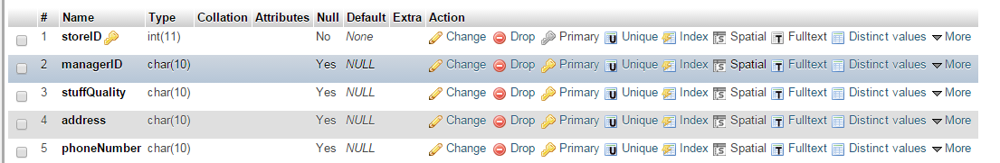 # Name Type Collation Attributes Null Default Extra Action
1 storeID int(11) No None Change Drop Primary Unique Index Spatial Fulltext Distinct values More
2 managerID char(10) Yes NULL Change Drop Primary Unique Index Spatial Fulltext Distinct values More
3 stuffQuality char(10) Yes NULL Change Drop Primary Unique Index Spatial Fulltext Distinct values More
4 address char(10) Yes NULL Change Drop Primary Unique Index Spatial Fulltext Distinct values More
5 phoneNumber char(10) Yes NULL Change Drop Primary Unique Index Spatial Fulltext Distinct values More